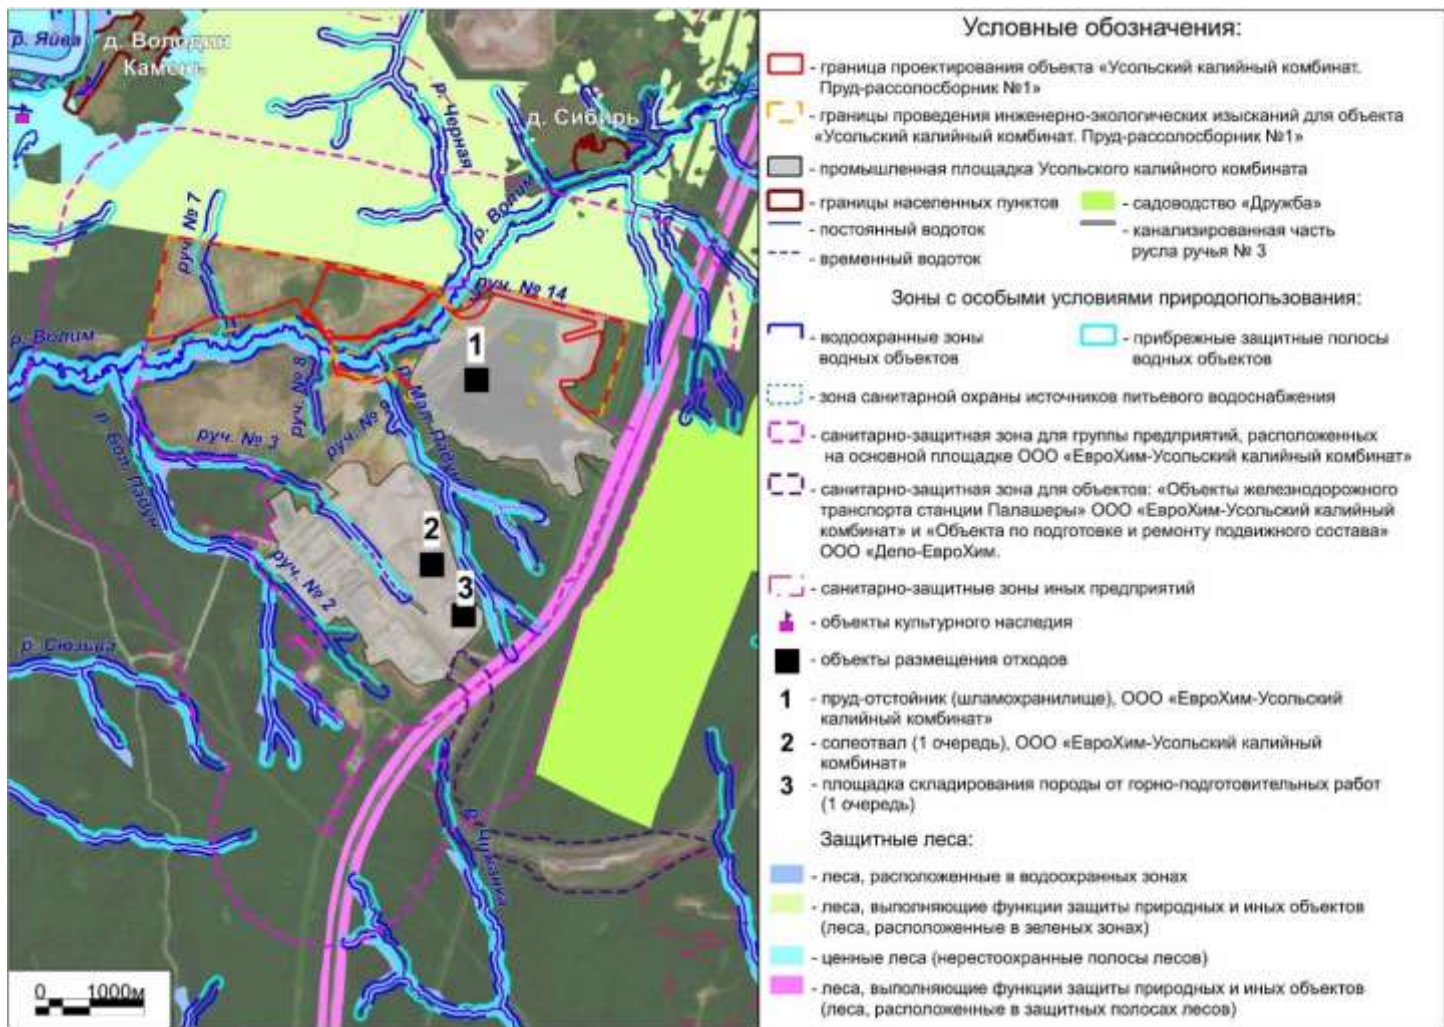 р. Яйва
д. Володин
Камень
р. Черная
д. Сибирь
р. Волим
руч. № 7
руч. № 14
р. Волим
1
руч. № 8
р. Мал. Падун
руч. № 9
руч. № 3
р. Бол. Падун
2
3
руч. № 2
р. Сюзьва
р. Чужайка
0 1000м
Условные обозначения:
- граница проектирования объекта «Усольский калийный комбинат.
Пруд-рассолосборник №1»
- границы проведения инженерно-экологических изысканий для объекта
«Усольский калийный комбинат. Пруд-рассолосборник №1»
- промышленная площадка Усольского калийного комбината
- границы населенных пунктов - садоводство «Дружба»
- постоянный водоток - канализированная часть
русла ручья № 3
- временный водоток
Зоны с особыми условиями природопользования:
- водоохранные зоны - прибрежные защитные полосы
водных объектов водных объектов
- зона санитарной охраны источников питьевого водоснабжения
- санитарно-защитная зона для группы предприятий, расположенных
на основной площадке ООО «ЕвроХим-Усольский калийный комбинат»
- санитарно-защитная зона для объектов: «Объекты железнодорожного
транспорта станции Палашеры» ООО «ЕвроХим-Усольский калийный
комбинат» и «Объекта по подготовке и ремонту подвижного состава»
ООО «Депо-ЕвроХим.
- санитарно-защитные зоны иных предприятий
- объекты культурного наследия
- объекты размещения отходов
1 - пруд-отстойник (шламохранилище), ООО «ЕвроХим-Усольский
калийный комбинат»
2 - солеотвал (1 очередь), ООО «ЕвроХим-Усольский калийный
комбинат»
3 - площадка складирования породы от горно-подготовительных работ
(1 очередь)
Защитные леса:
- леса, расположенные в водоохранных зонах
- леса, выполняющие функции защиты природных и иных объектов
(леса, расположенные в зеленых зонах)
- ценные леса (нерестоохранные полосы лесов)
- леса, выполняющие функции защиты природных и иных объектов
(леса, расположенные в защитных полосах лесов)